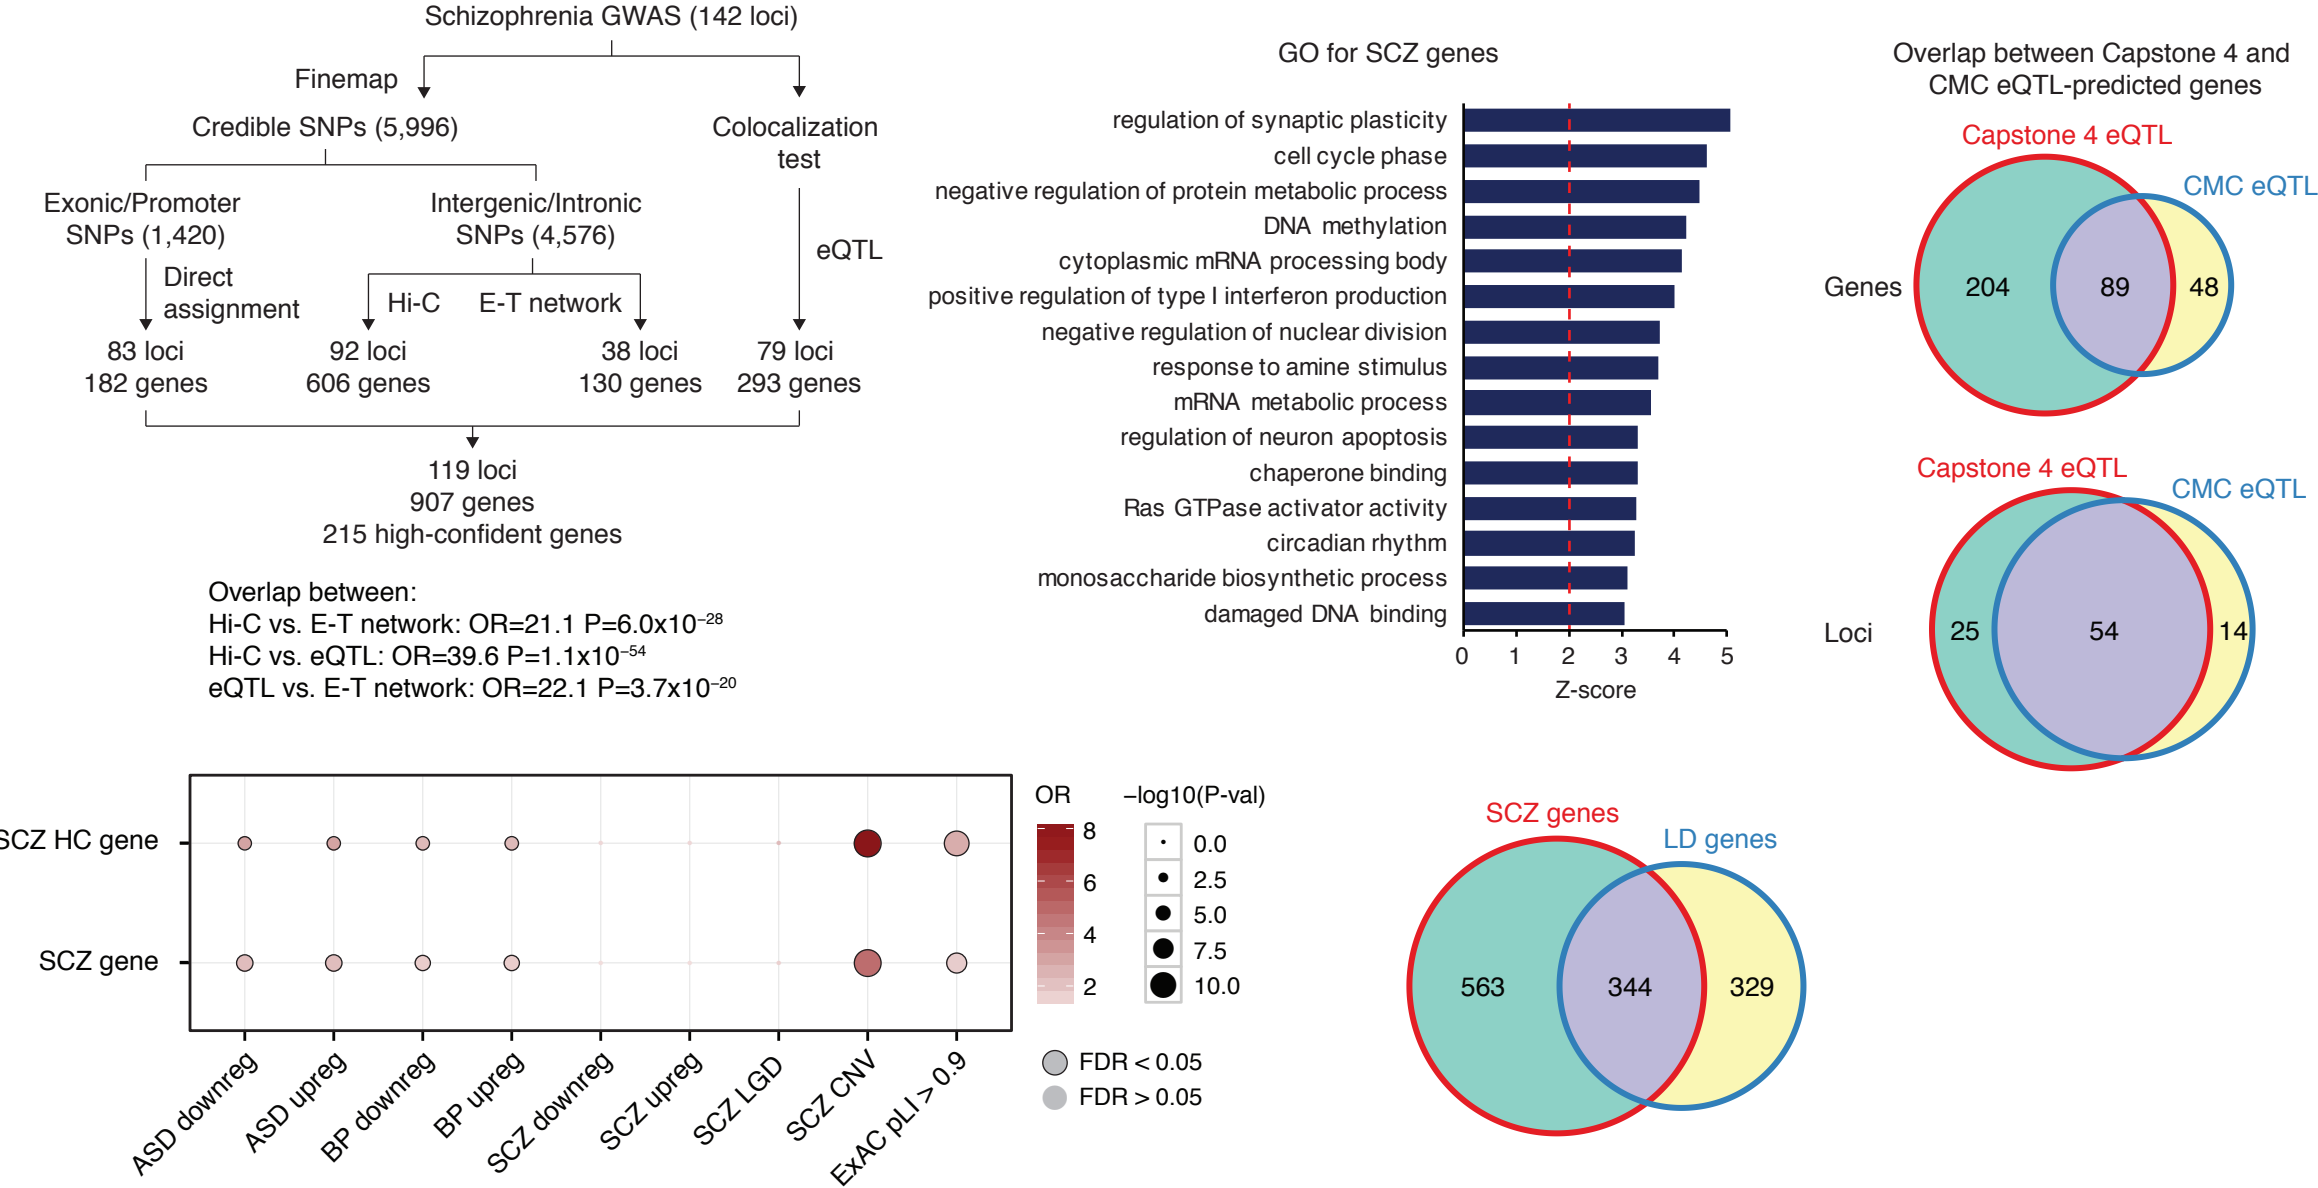 Schizophrenia GWAS (142 loci)
Finemap
Credible SNPs (5,996)
Colocalization
test
Exonic/Promoter
SNPs (1,420)
Intergenic/Intronic
SNPs (4,576)
Direct
assignment
Hi-C
E-T network
eQTL
83 loci
182 genes
92 loci
606 genes
38 loci
130 genes
79 loci
293 genes
119 loci
907 genes
215 high-confident genes
Overlap between:
Hi-C vs. E-T network: OR=21.1 P=6.0x10⁻²⁸
Hi-C vs. eQTL: OR=39.6 P=1.1x10⁻⁵⁴
eQTL vs. E-T network: OR=22.1 P=3.7x10⁻²⁰
GO for SCZ genes
regulation of synaptic plasticity
cell cycle phase
negative regulation of protein metabolic process
DNA methylation
cytoplasmic mRNA processing body
positive regulation of type I interferon production
negative regulation of nuclear division
response to amine stimulus
mRNA metabolic process
regulation of neuron apoptosis
chaperone binding
Ras GTPase activator activity
circadian rhythm
monosaccharide biosynthetic process
damaged DNA binding
0 1 2 3 4 5
Z-score
Overlap between Capstone 4 and
CMC eQTL-predicted genes
Capstone 4 eQTL
CMC eQTL
Genes
204 89 48
Capstone 4 eQTL
CMC eQTL
Loci
25 54 14
SCZ HC gene
SCZ gene
ASD downreg
ASD upreg
BP downreg
BP upreg
SCZ downreg
SCZ upreg
SCZ LGD
SCZ CNV
ExAC pLI > 0.9
OR
8
6
4
2
−log10(P-val)
0.0
2.5
5.0
7.5
10.0
FDR < 0.05
FDR > 0.05
SCZ genes
LD genes
563 344 329